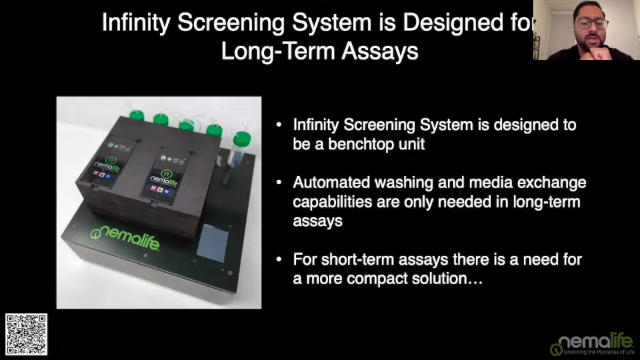 Infinity Screening System is Designed for
Long-Term Assays
• Infinity Screening System is designed to
be a benchtop unit
• Automated washing and media exchange
capabilities are only needed in long-term
assays
• For short-term assays there is a need for
a more compact solution…
nemalife
nemalife
nemalife
nemalife
Unlocking the Mysteries of Life